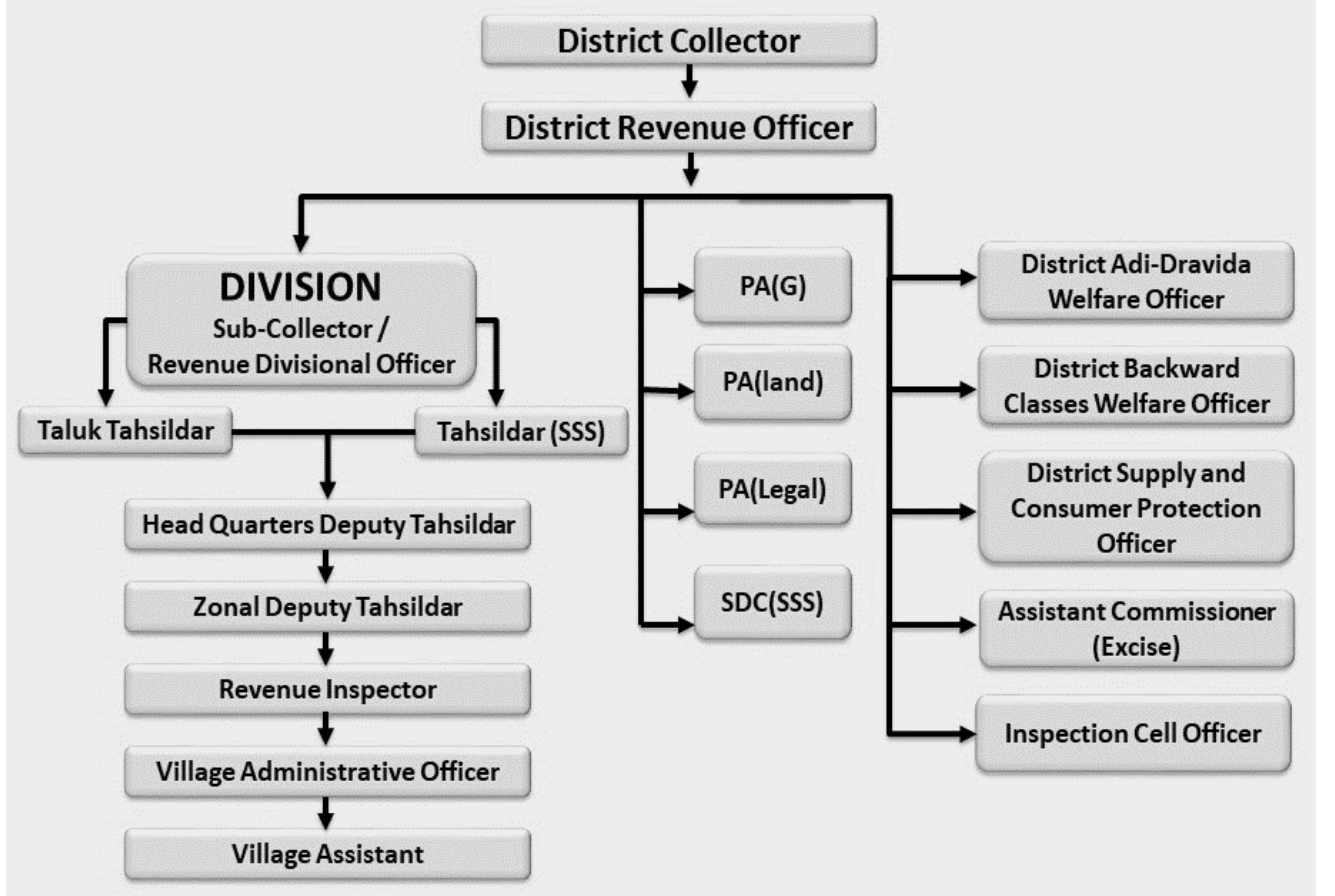 District Collector
District Revenue Officer
DIVISION
Sub-Collector /
Revenue Divisional Officer
Taluk Tahsildar
Tahsildar (SSS)
Head Quarters Deputy Tahsildar
Zonal Deputy Tahsildar
Revenue Inspector
Village Administrative Officer
Village Assistant
PA(G)
PA(land)
PA(Legal)
SDC(SSS)
District Adi-Dravida
Welfare Officer
District Backward
Classes Welfare Officer
District Supply and
Consumer Protection
Officer
Assistant Commissioner
(Excise)
Inspection Cell Officer